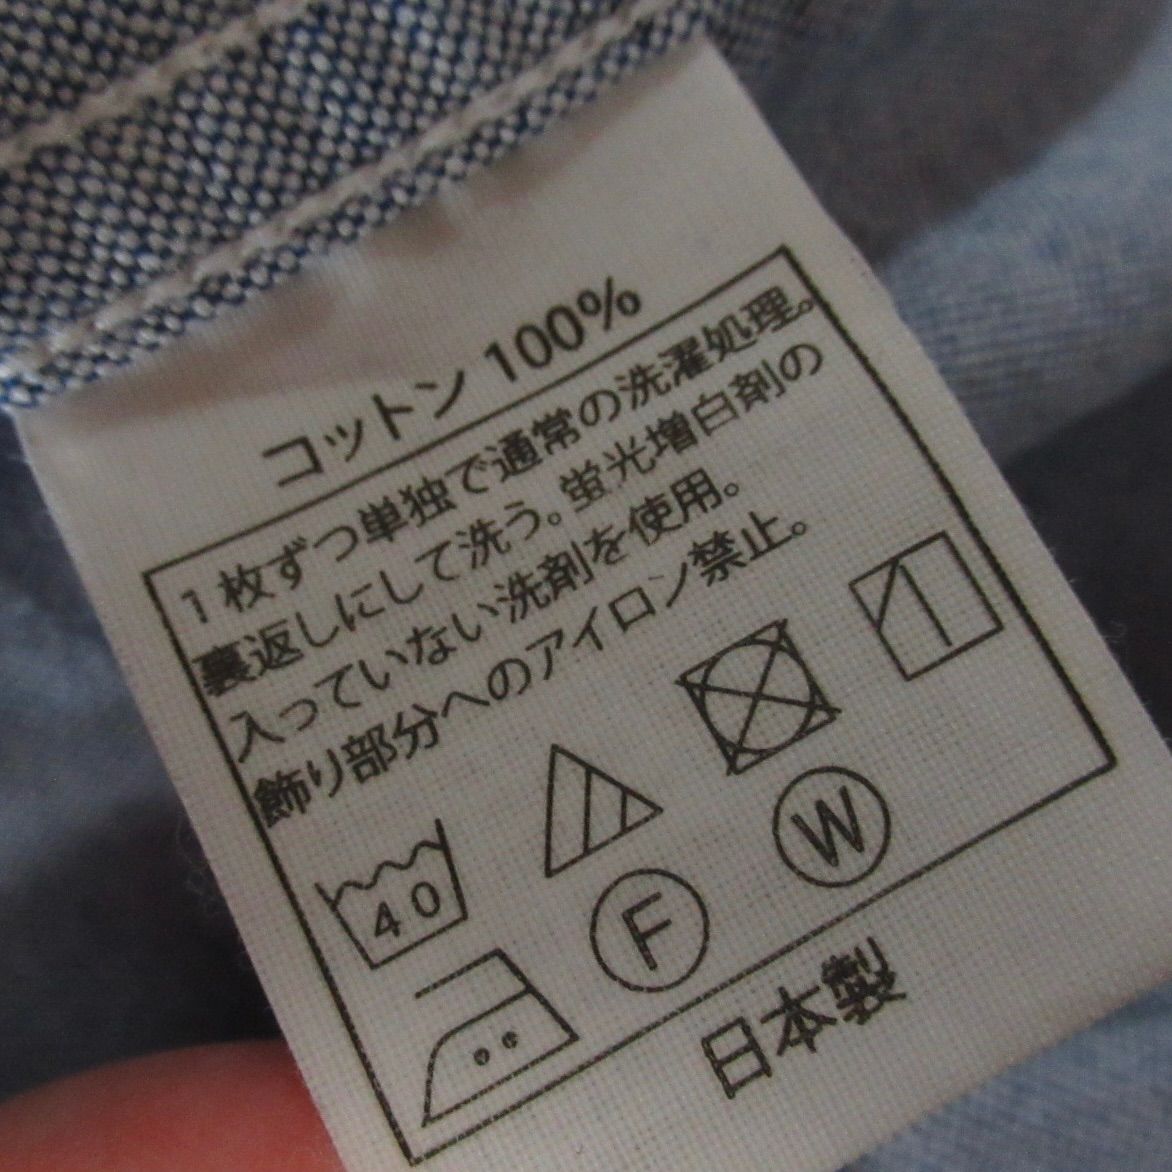 コットン 100%
1 枚ずつ単独で通常の洗濯処理。
裏返しにして洗う。蛍光増白剤の
入っていない洗剤を使用。
飾り部分へのアイロン禁止。
40
F
W
日本製